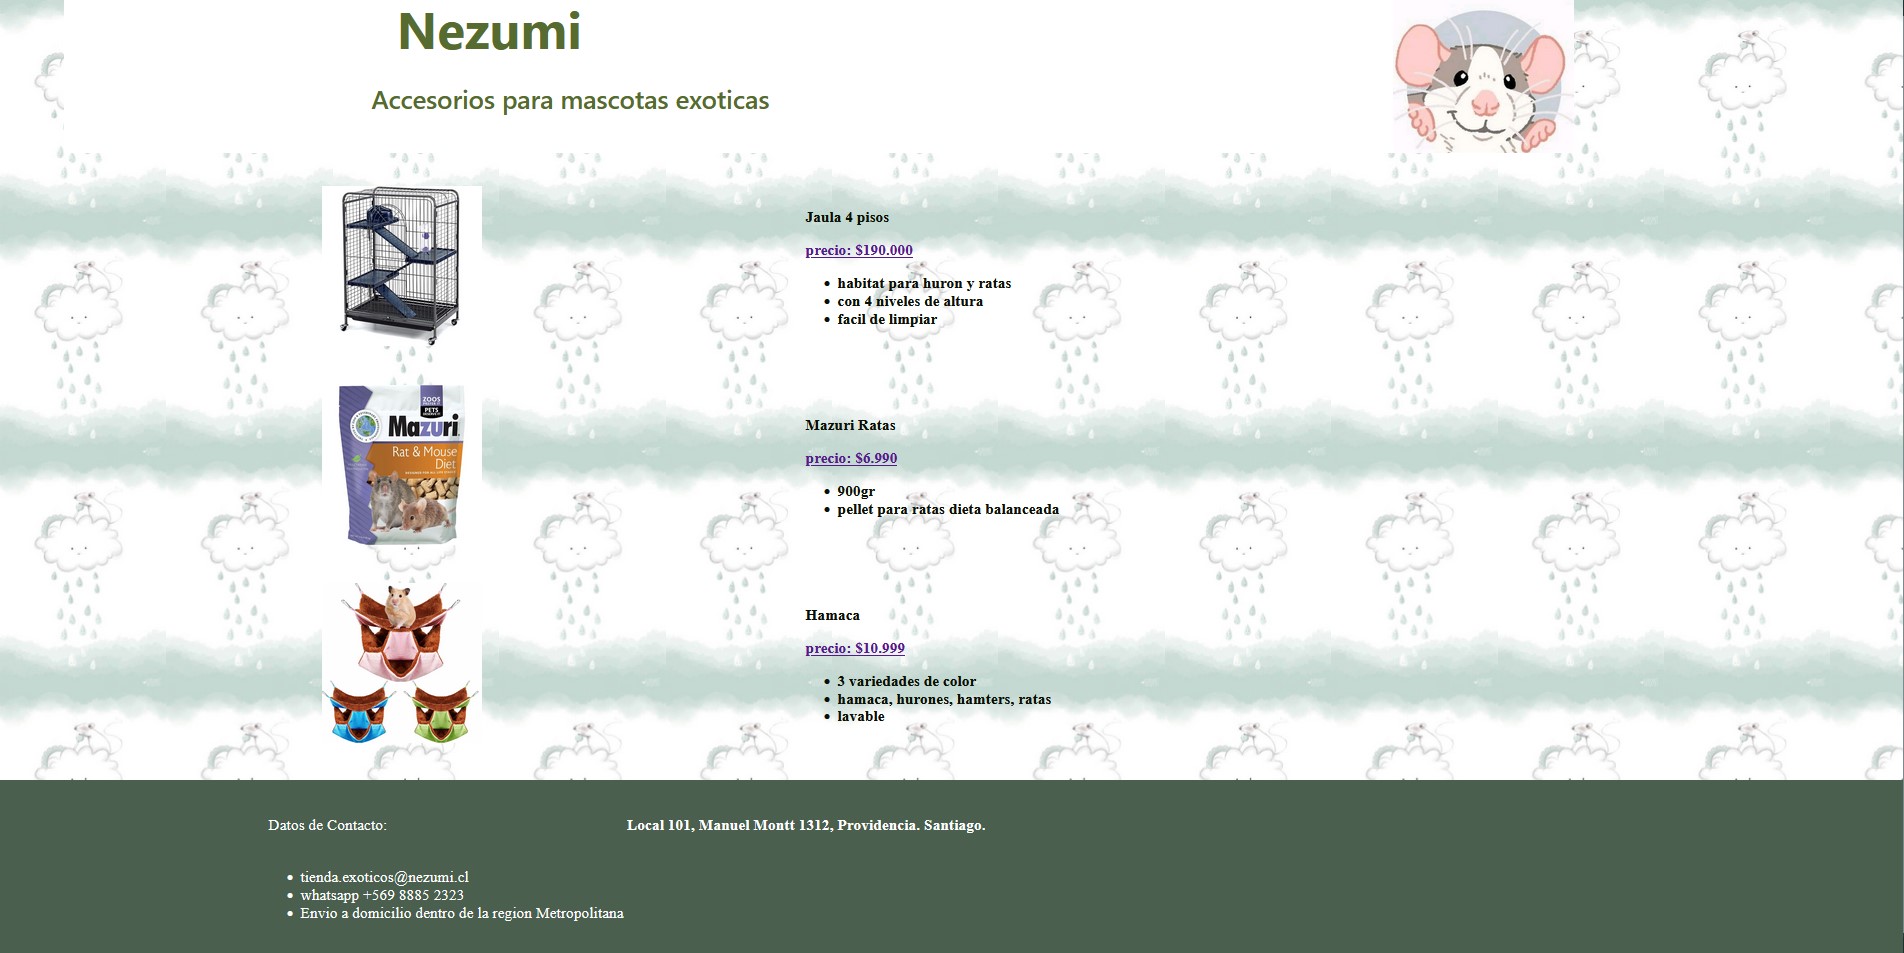 Nezumi
Accesorios para mascotas exoticas
Jaula 4 pisos
precio: $190.000
habitat para huron y ratas
con 4 niveles de altura
facil de limpiar
ZOOS
PETS
Mazuri
Rat & Mouse
Diet
Mazuri Ratas
precio: $6.990
900gr
pellet para ratas dieta balanceada
Hamaca
precio: $10.999
3 variedades de color
hamaca, hurones, hamters, ratas
lavable
Datos de Contacto:
Local 101, Manuel Montt 1312, Providencia. Santiago.
tienda.exoticos@nezumi.cl
whatsapp +569 8885 2323
Envio a domicilio dentro de la region Metropolitana